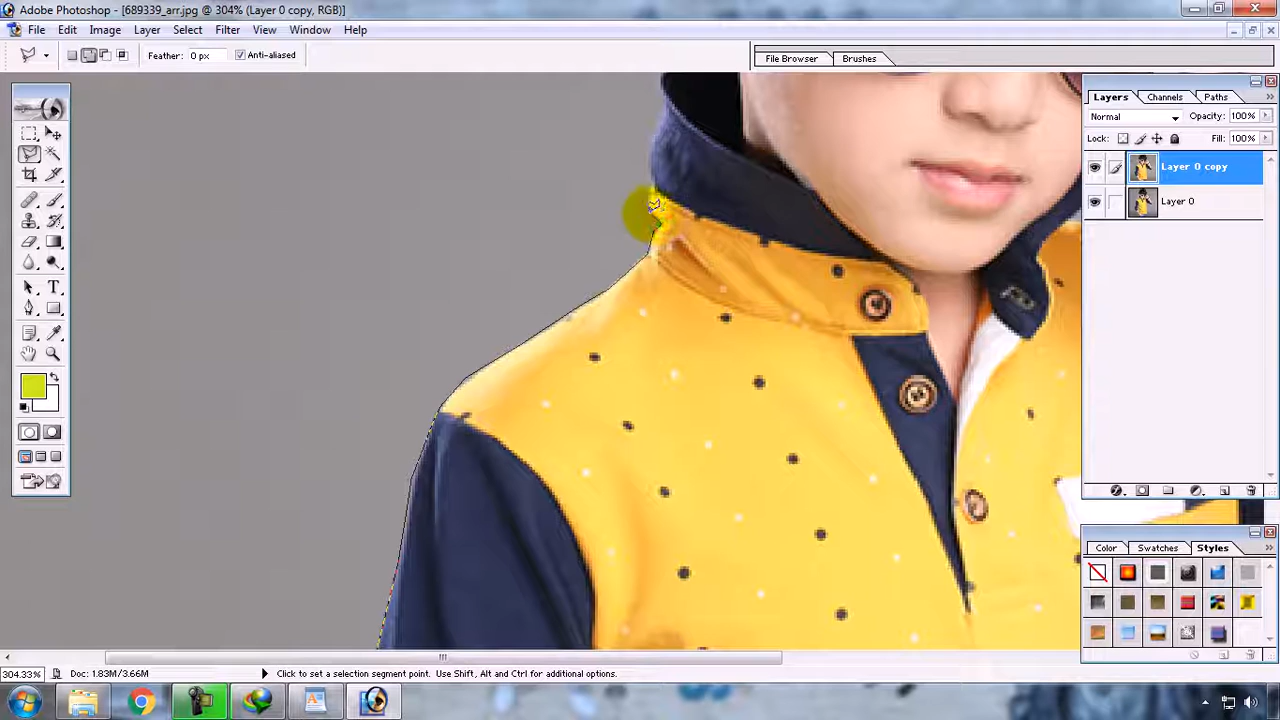 Adobe Photoshop - [689339_arr.jpg @ 304% (Layer 0 copy, RGB)]
File Edit Image Layer Select Filter View Window Help
Feather: 0 px Anti-aliased
File Browser Brushes
Layers Channels Paths
Normal Opacity: 100%
Lock: Fill: 100%
Layer 0 copy
Layer 0
Color Swatches Styles
304.33% Doc: 1.83M/3.66M Click to set a selection segment point. Use Shift, Alt and Ctrl for additional options.